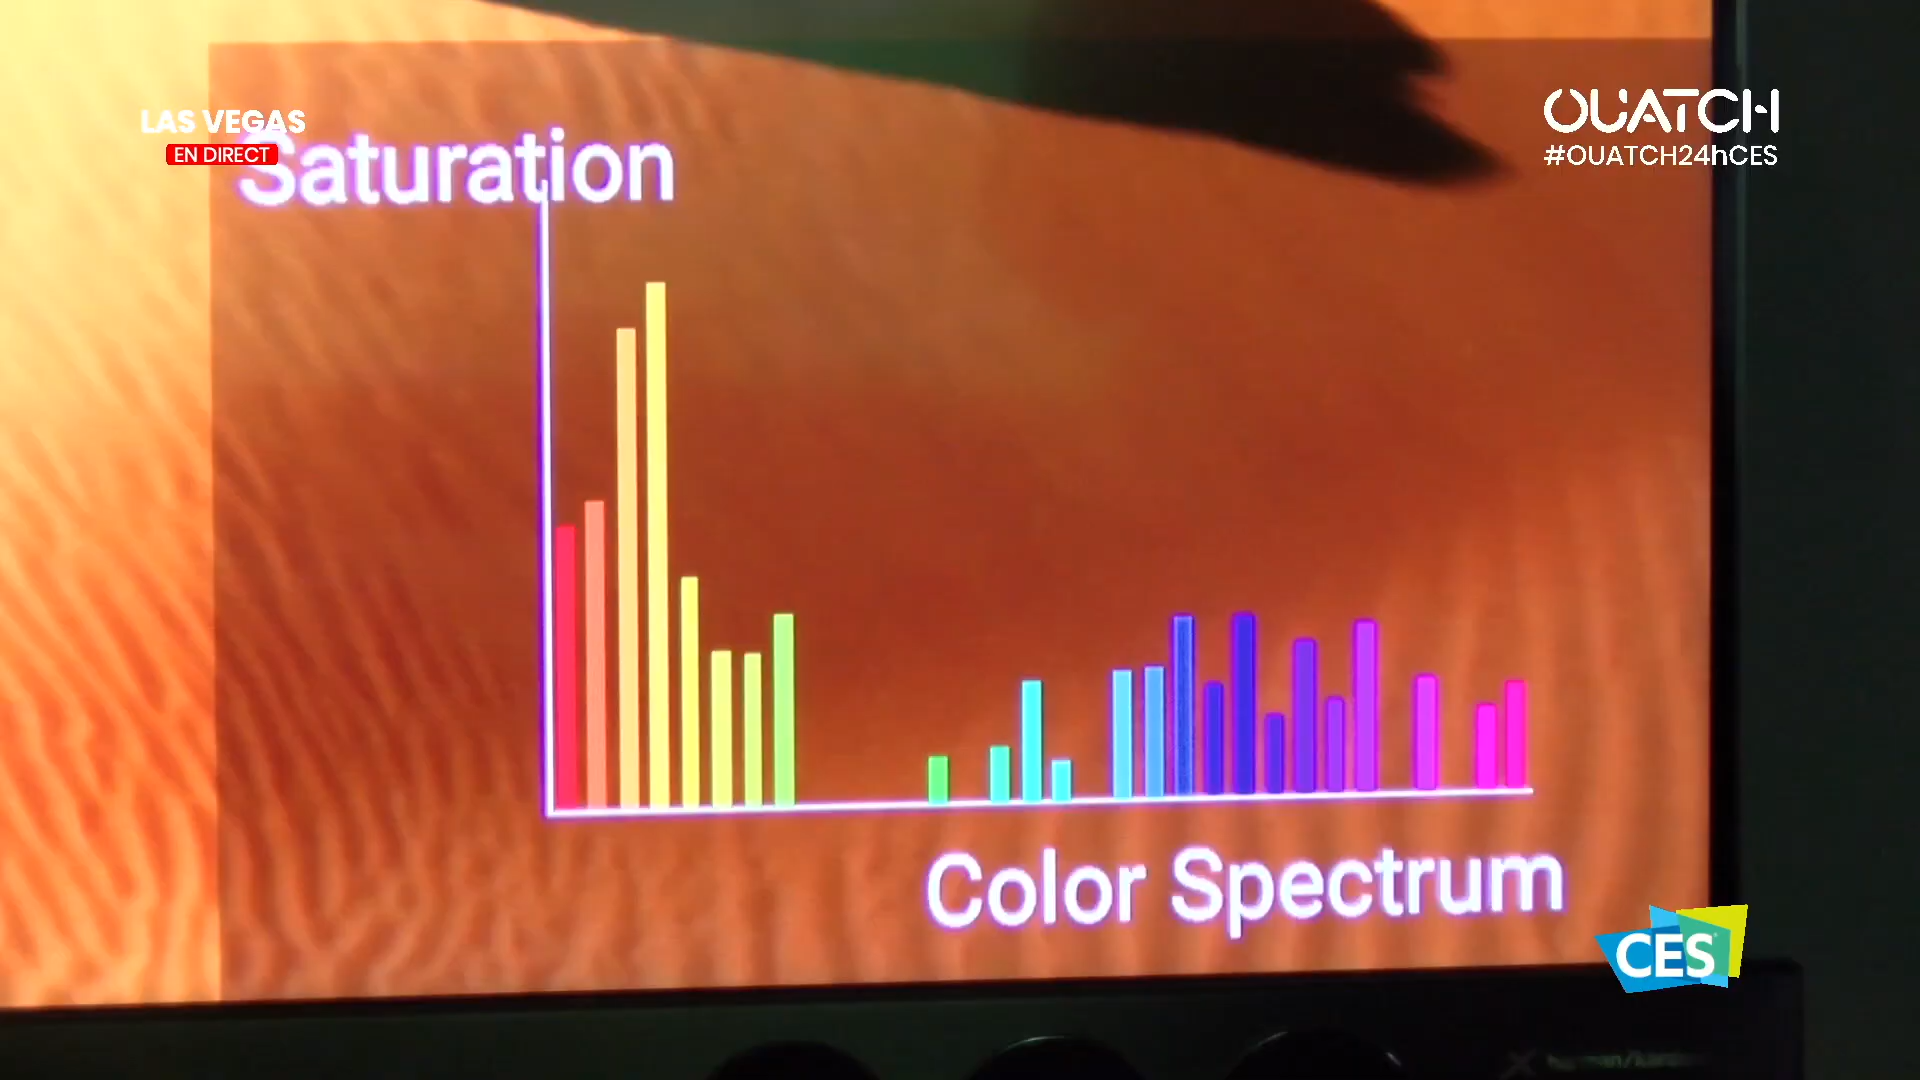 LAS VEGAS
EN DIRECT
OUATCH
#OUATCH24hCES
Saturation
Color Spectrum
CES